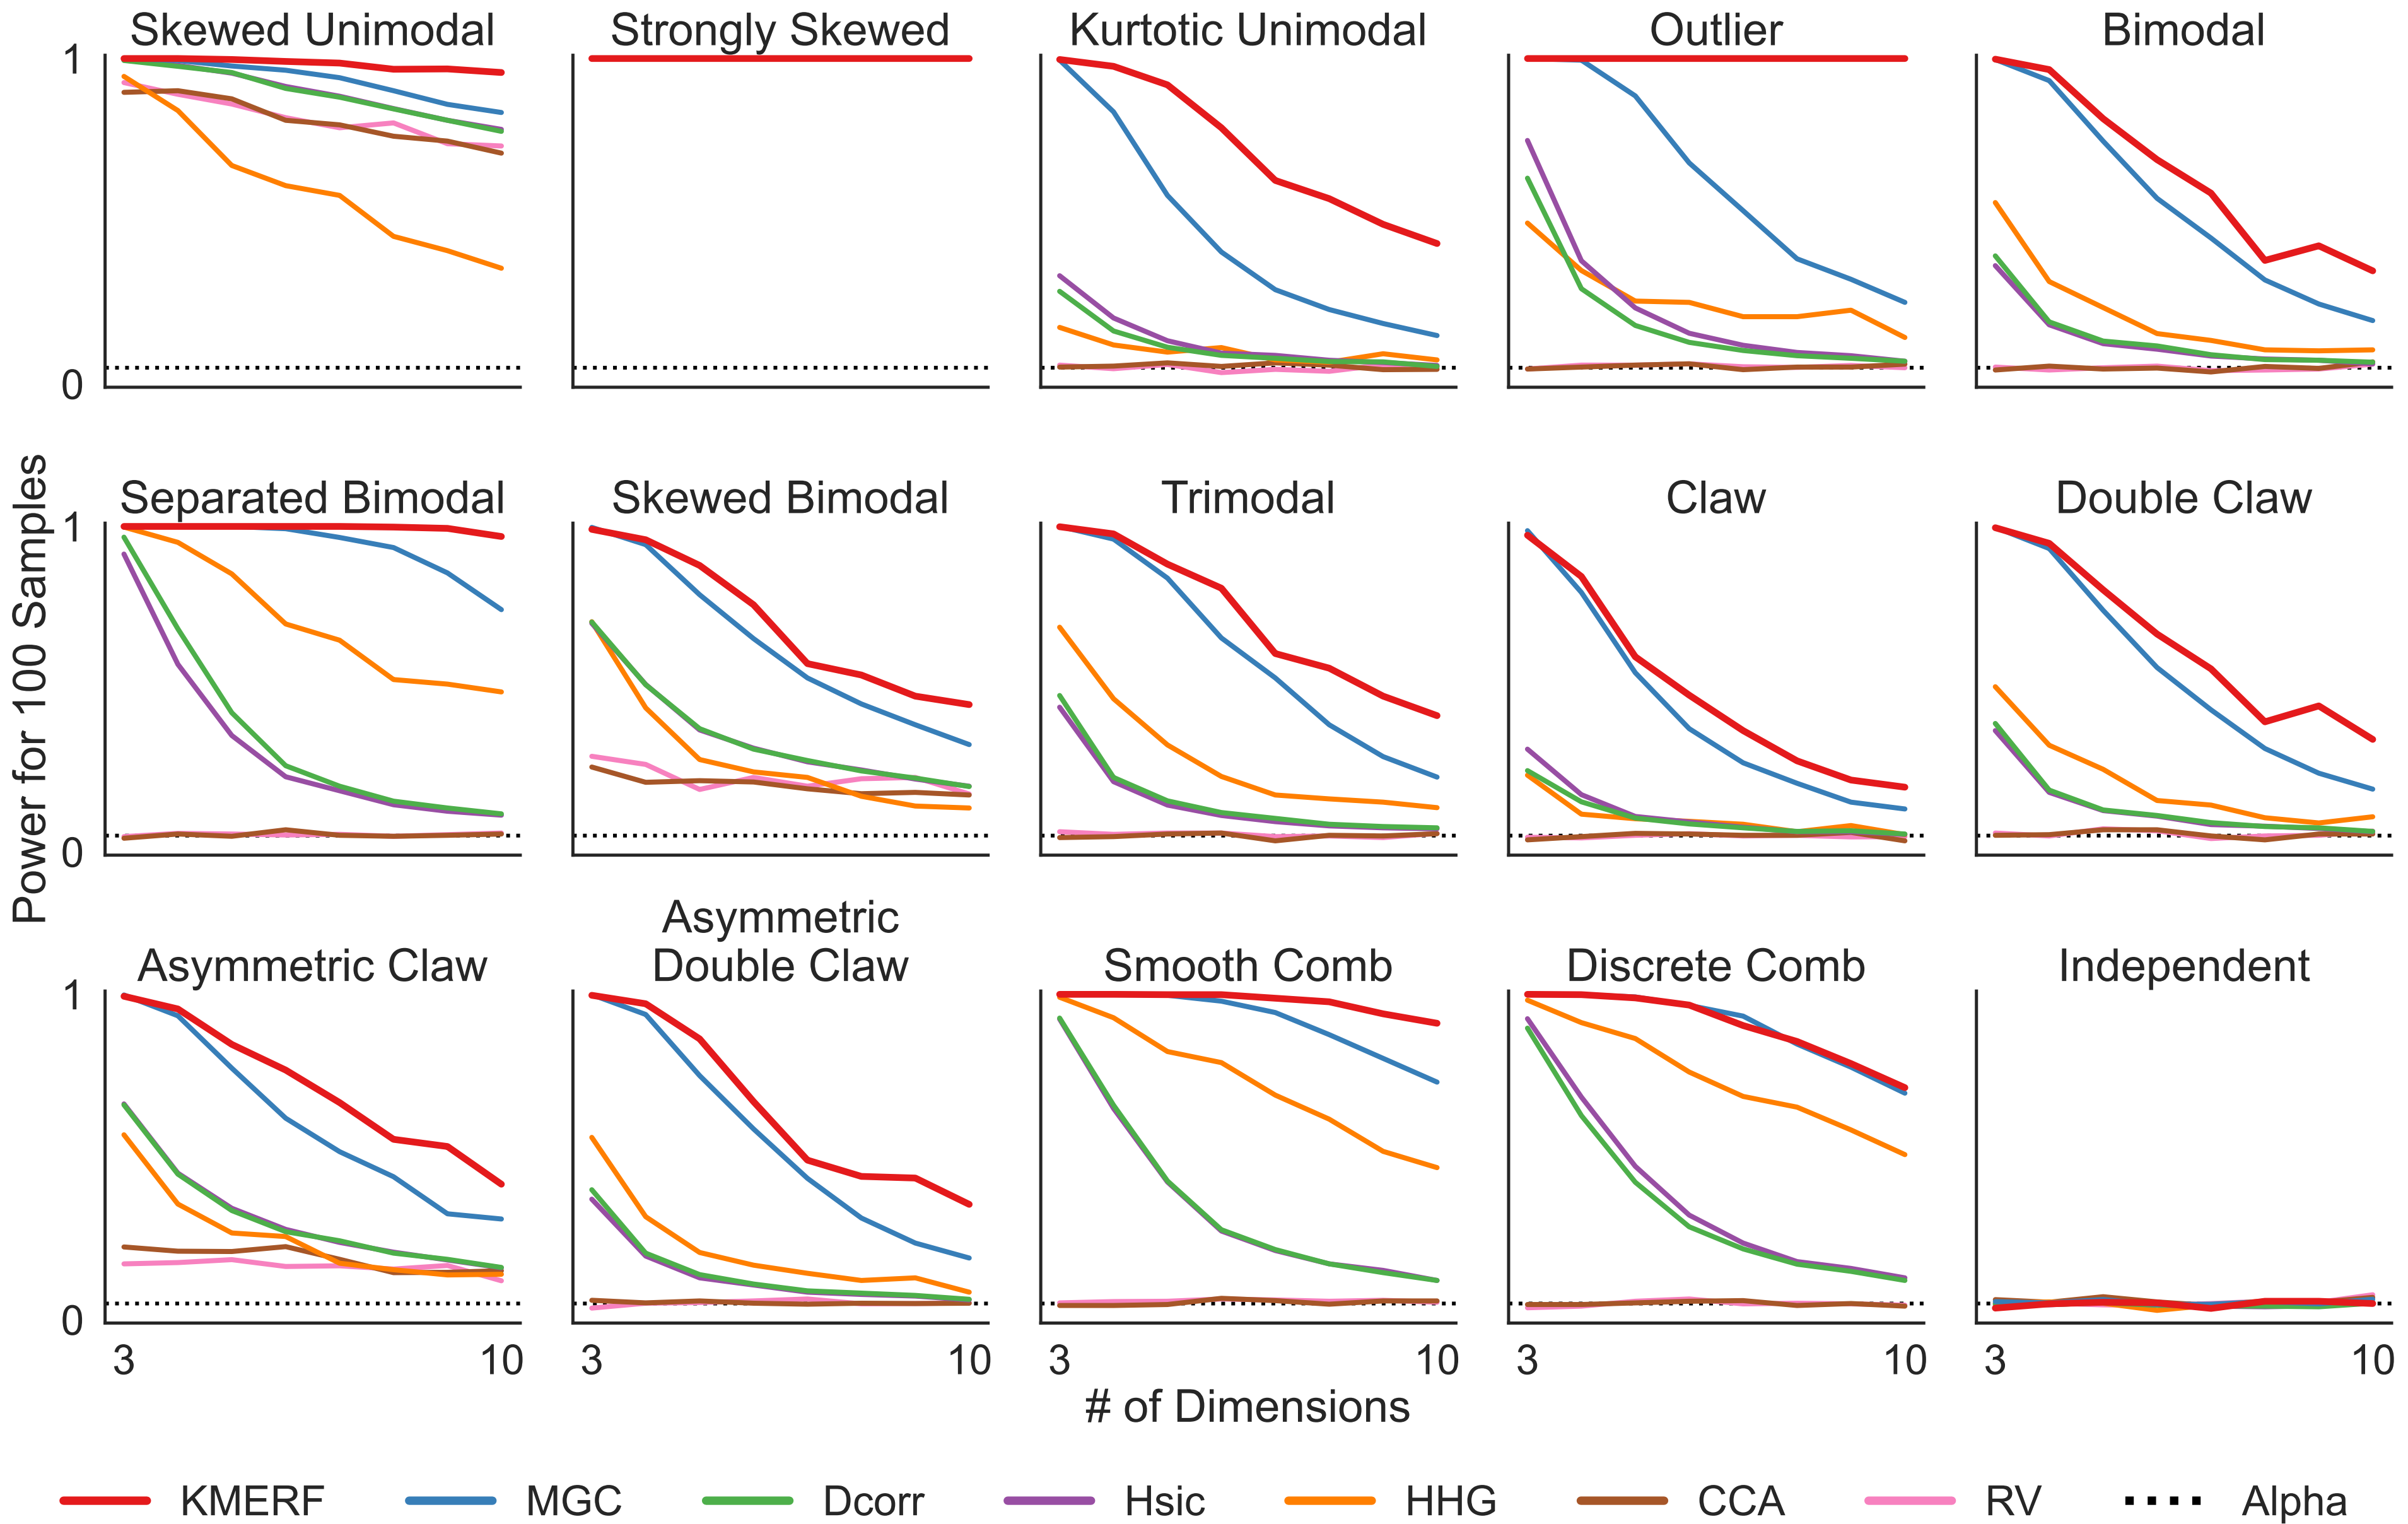 Skewed Unimodal
Strongly Skewed
Kurtotic Unimodal
Outlier
Bimodal
1
0
Power for 100 Samples
Separated Bimodal
Skewed Bimodal
Trimodal
Claw
Double Claw
1
0
Asymmetric Claw
Asymmetric
Double Claw
Smooth Comb
Discrete Comb
Independent
1
0
3 10
3 10
3 10
3 10
3 10
# of Dimensions
KMERF MGC Dcorr Hsic HHG CCA RV Alpha